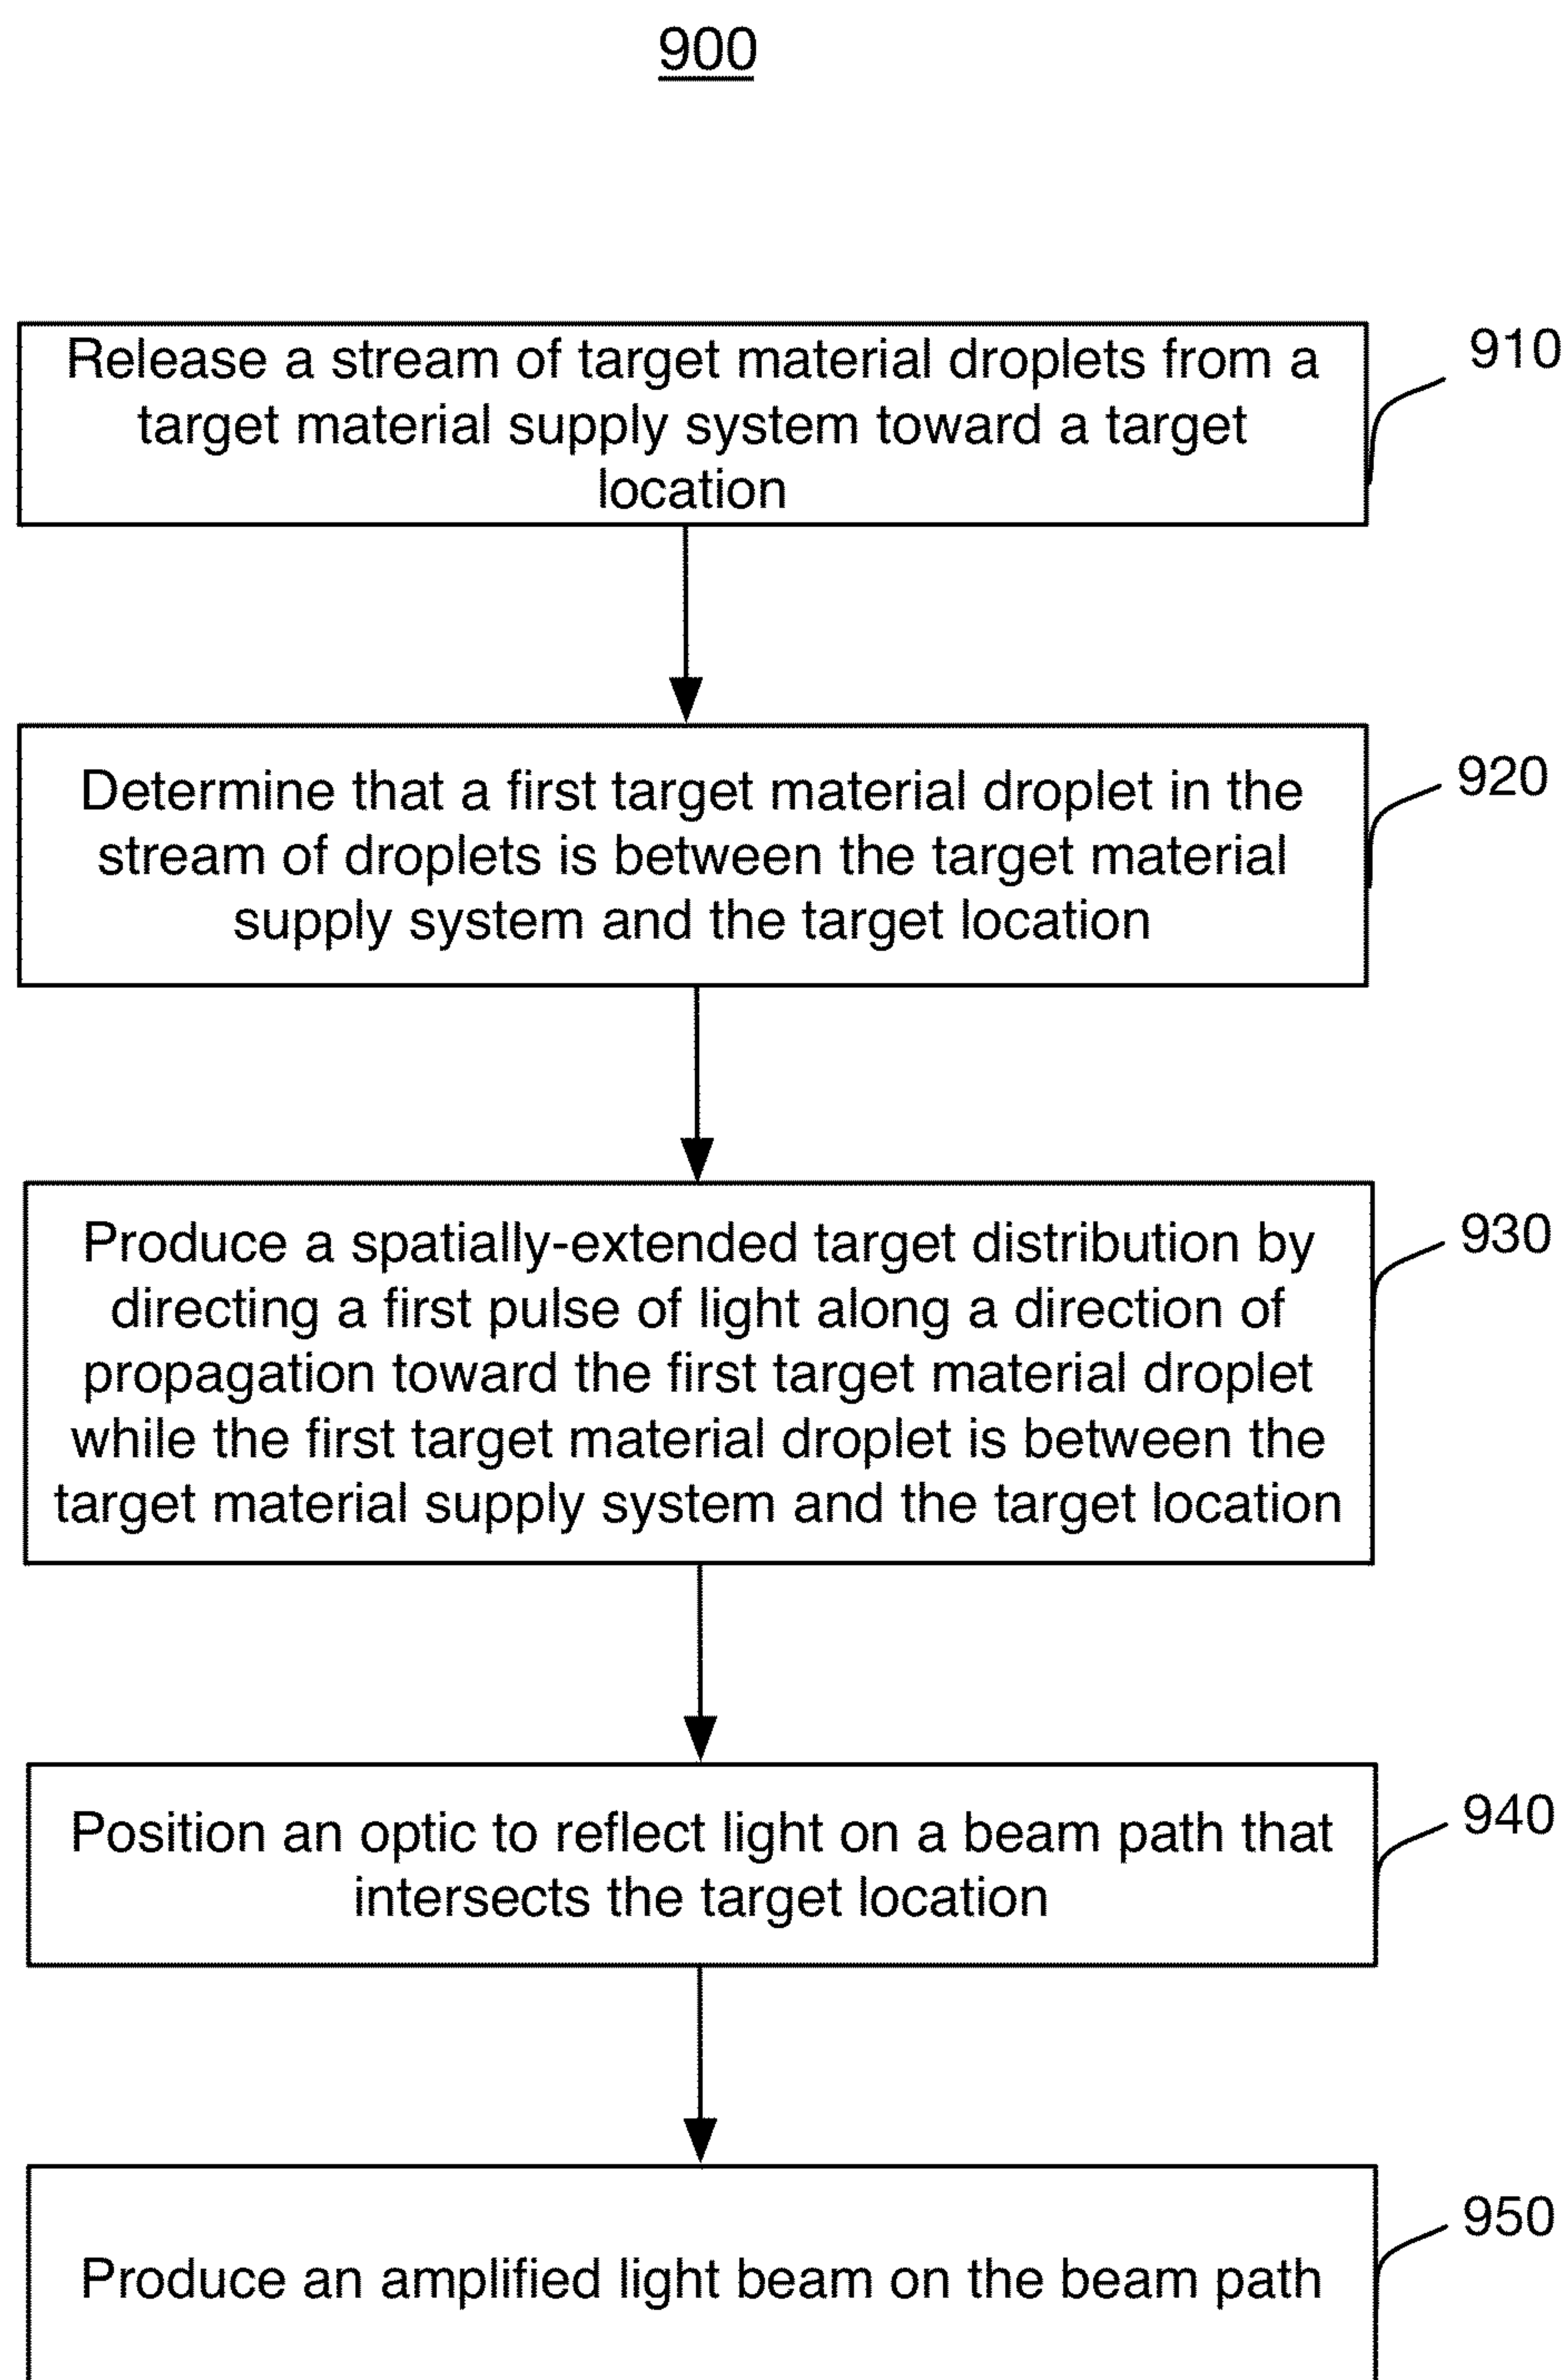 900
Release a stream of target material droplets from a
target material supply system toward a target
location
910
Determine that a first target material droplet in the
stream of droplets is between the target material
supply system and the target location
920
Produce a spatially-extended target distribution by
directing a first pulse of light along a direction of
propagation toward the first target material droplet
while the first target material droplet is between the
target material supply system and the target location
930
Position an optic to reflect light on a beam path that
intersects the target location
940
Produce an amplified light beam on the beam path
950